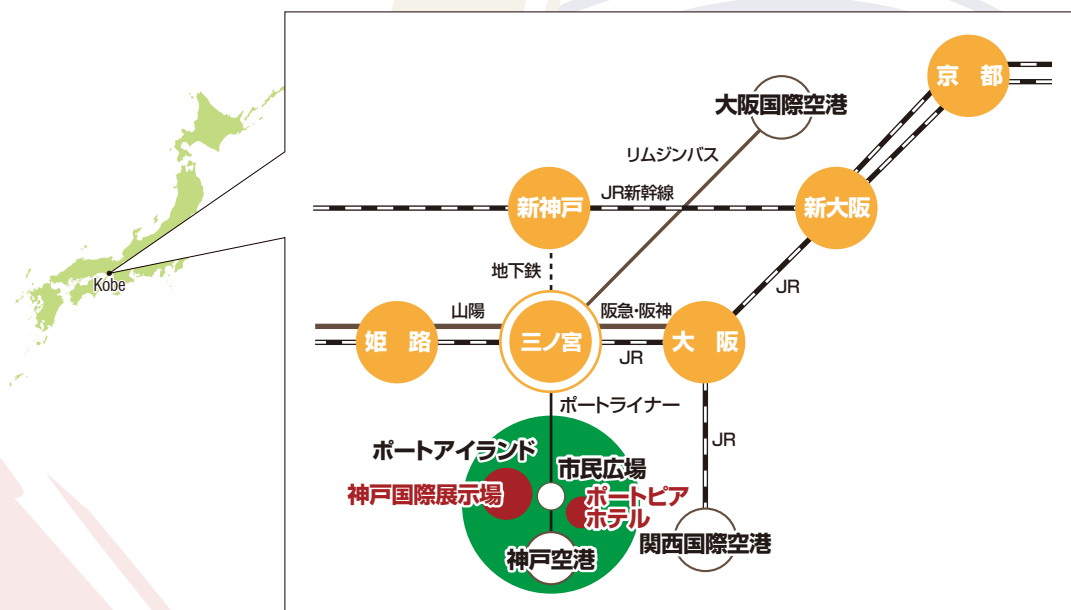 京 都
大阪国際空港
リムジンバス
JR新幹線
新神戸
新大阪
地下鉄
Kobe
JR
山陽
阪急・阪神
姫 路
三ノ宮
大 阪
JR
ポートライナー
JR
ポートアイランド
市民広場
神戸国際展示場
ポートピア
ホテル
関西国際空港
神戸空港